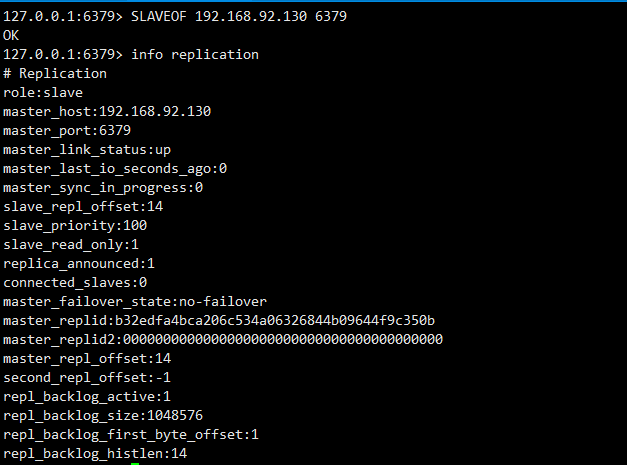 127.0.0.1:6379> SLAVEOF 192.168.92.130 6379
OK
127.0.0.1:6379> info replication
# Replication
role:slave
master_host:192.168.92.130
master_port:6379
master_link_status:up
master_last_io_seconds_ago:0
master_sync_in_progress:0
slave_repl_offset:14
slave_priority:100
slave_read_only:1
replica_announced:1
connected_slaves:0
master_failover_state:no-failover
master_replid:b32edfa4bca206c534a06326844b09644f9c350b
master_replid2:0000000000000000000000000000000000000000
master_repl_offset:14
second_repl_offset:-1
repl_backlog_active:1
repl_backlog_size:1048576
repl_backlog_first_byte_offset:1
repl_backlog_histlen:14